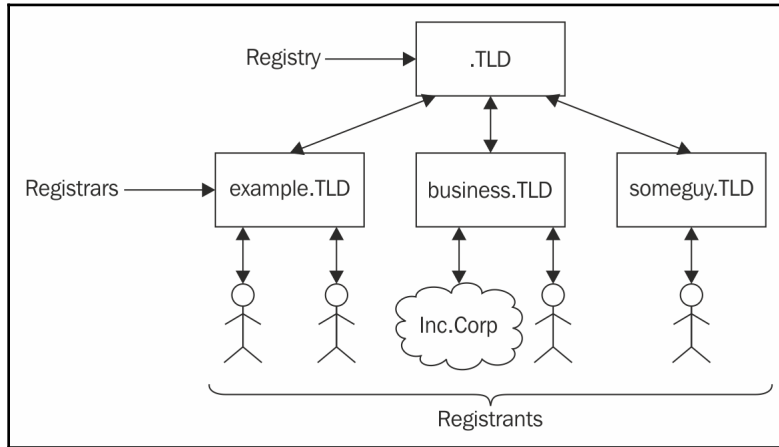 Registry
.TLD
Registrars
example.TLD
business.TLD
someguy.TLD
Inc.Corp
Registrants